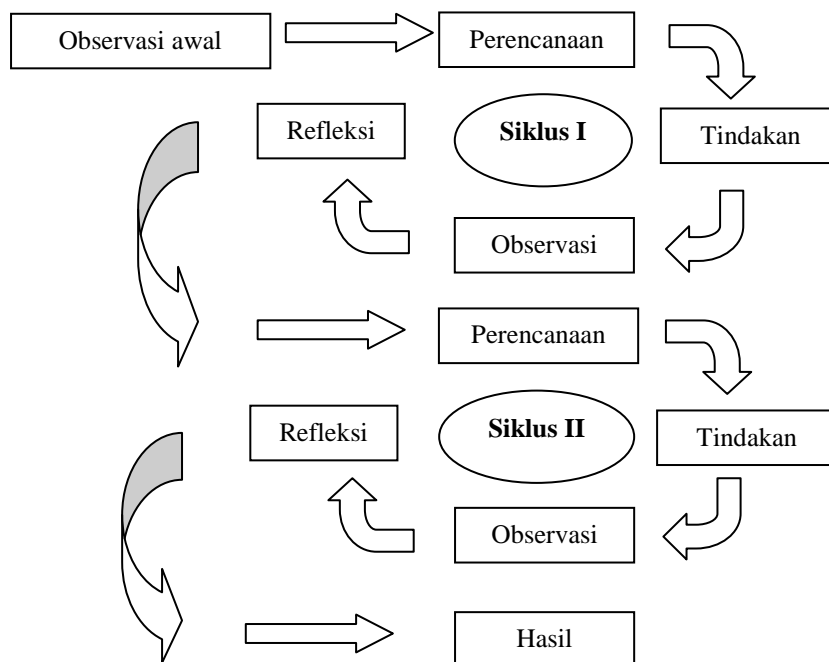 Observasi awal
Perencanaan
Refleksi
Siklus I
Tindakan
Observasi
Perencanaan
Refleksi
Siklus II
Tindakan
Observasi
Hasil